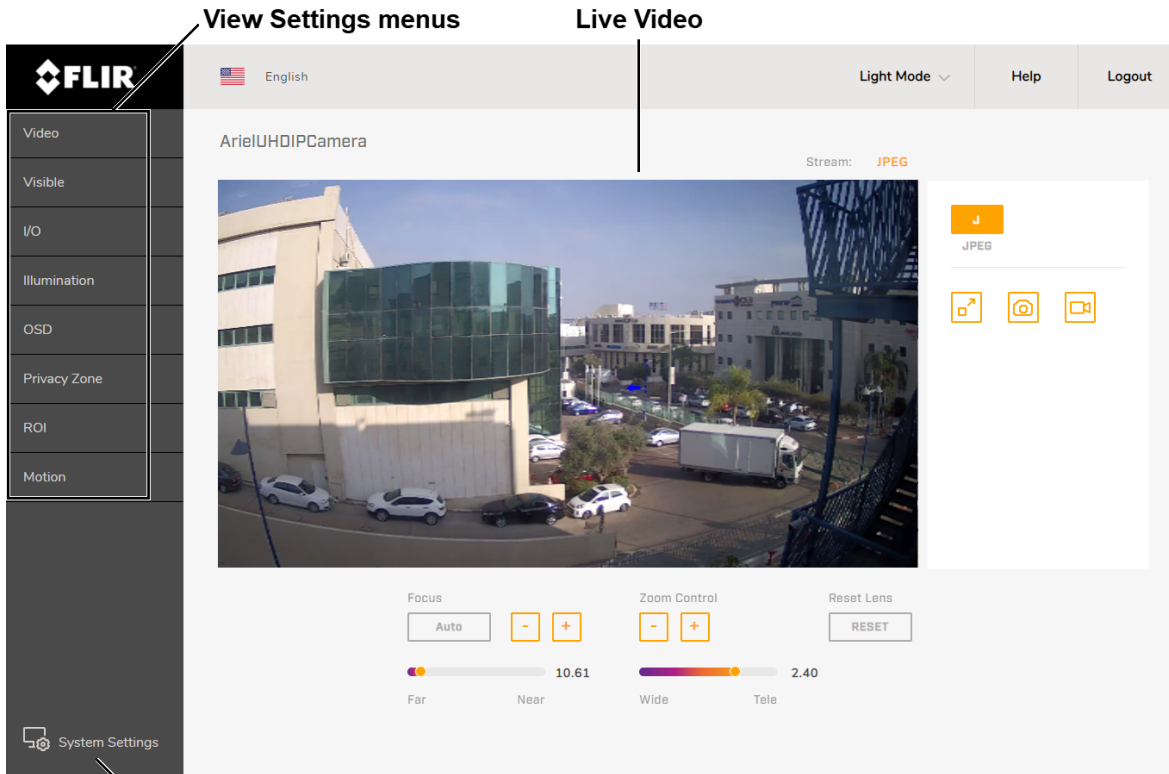 View Settings menus
Live Video
FLIR
English
Light Mode
Help
Logout
Video
Visible
I/O
Illumination
OSD
Privacy Zone
ROI
Motion
System Settings
ArielUHDIPCamera
Stream: JPEG
J
JPEG
Focus
Auto
-
+
10.61
Far
Near
Zoom Control
-
+
2.40
Wide
Tele
Reset Lens
RESET